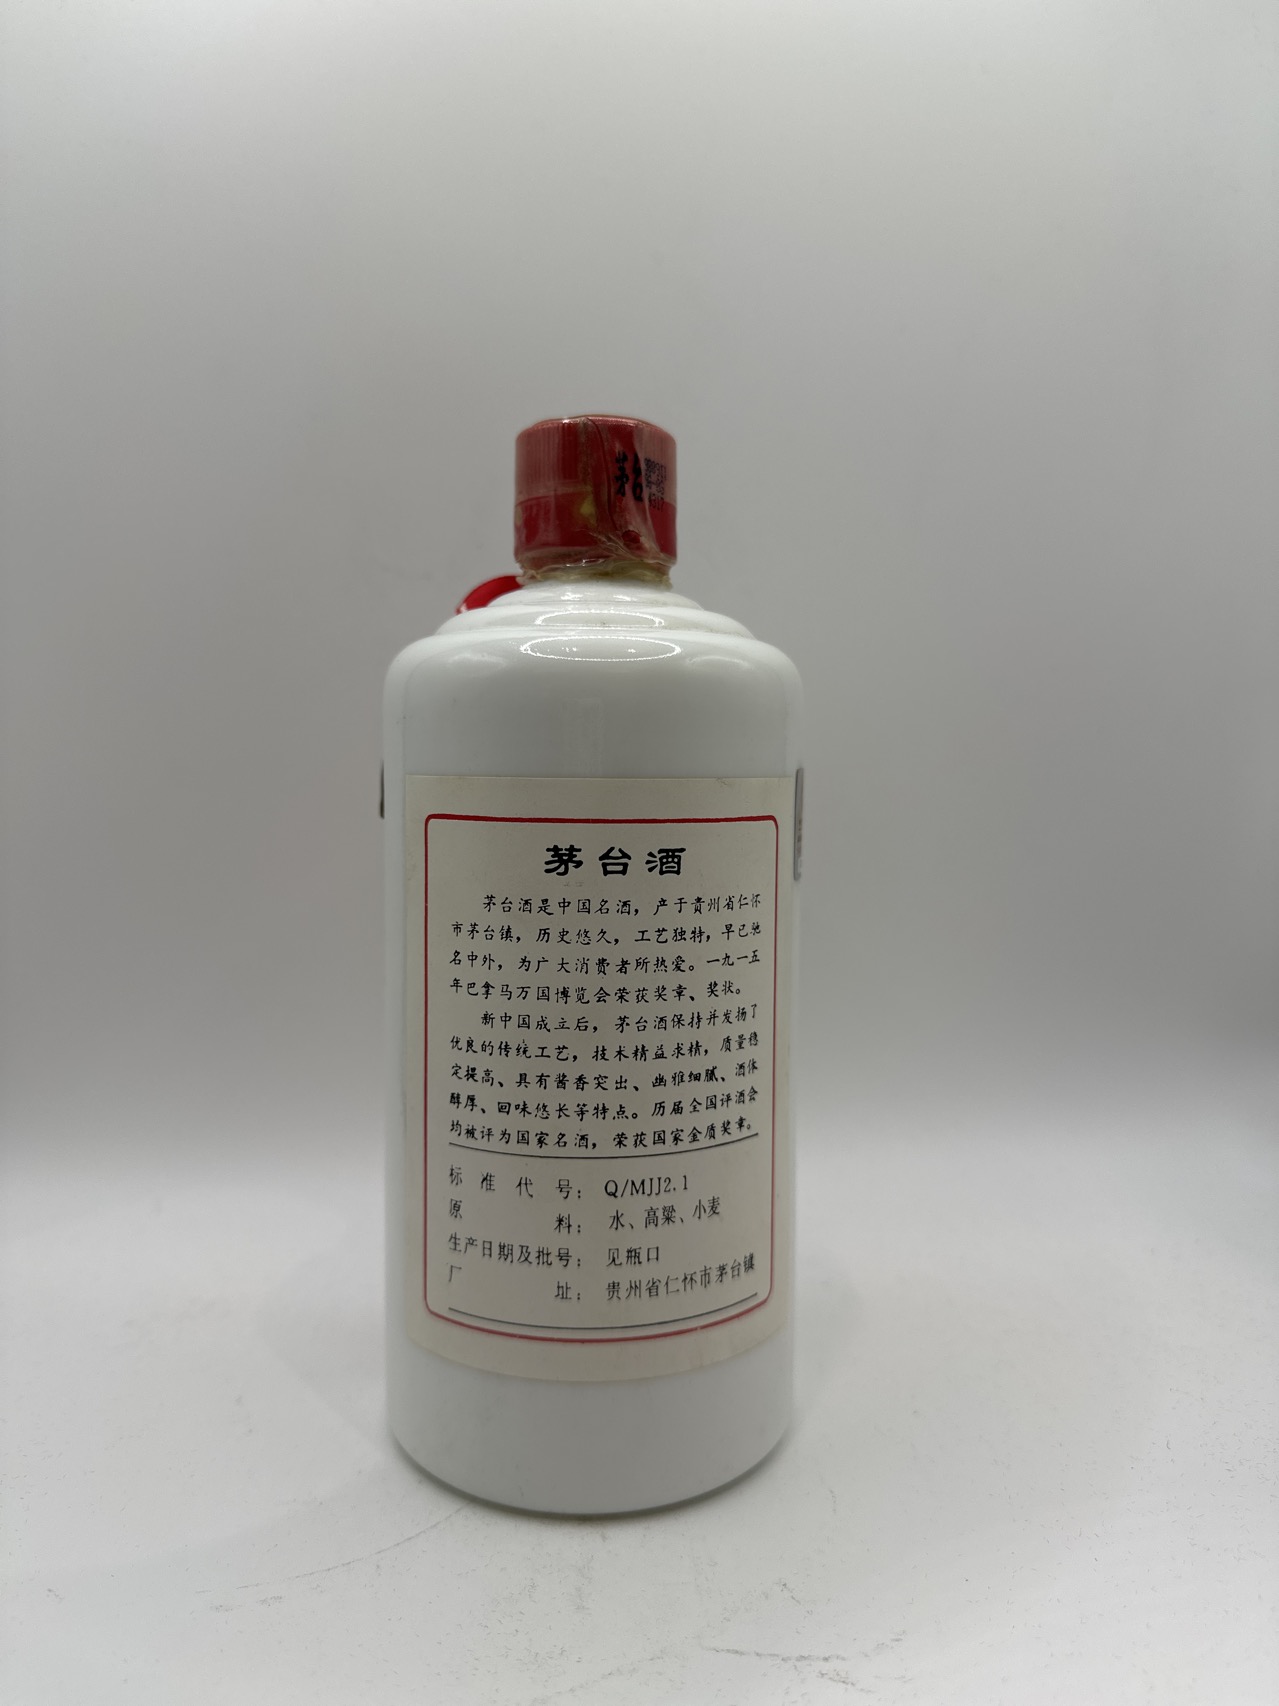 茅台
茅台酒
茅台酒是中国名酒，产于贵州省仁怀
市茅台镇，历史悠久，工艺独特，早已驰
名中外，为广大消费者所热爱。一九一五
年巴拿马万国博览会荣获奖章、奖状。
新中国成立后，茅台酒保持并发扬了
优良的传统工艺，技术精益求精，质量稳
定提高、具有酱香突出、幽雅细腻、酒体
醇厚、回味悠长等特点。历届全国评酒会
均被评为国家名酒，荣获国家金质奖章。
标准代号：Q/MJJ2.1
原料：水、高粱、小麦
生产日期及批号：见瓶口
厂址：贵州省仁怀市茅台镇